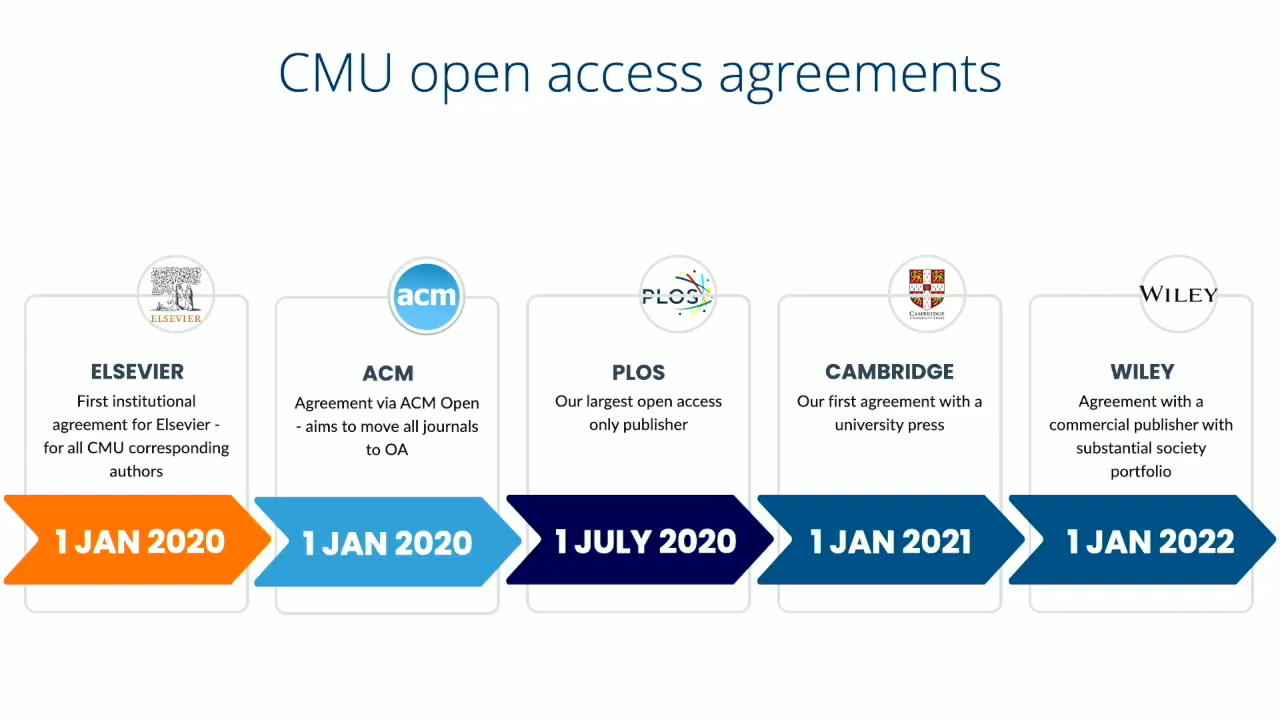 CMU open access agreements
ELSEVIER
ELSEVIER
First institutional
agreement for Elsevier -
for all CMU corresponding
authors
1 JAN 2020
acm
ACM
Agreement via ACM Open
- aims to move all journals
to OA
1 JAN 2020
PLOS
PLOS
Our largest open access
only publisher
1 JULY 2020
CAMBRIDGE
UNIVERSITY PRESS
CAMBRIDGE
Our first agreement with a
university press
1 JAN 2021
WILEY
WILEY
Agreement with a
commercial publisher with
substantial society
portfolio
1 JAN 2022